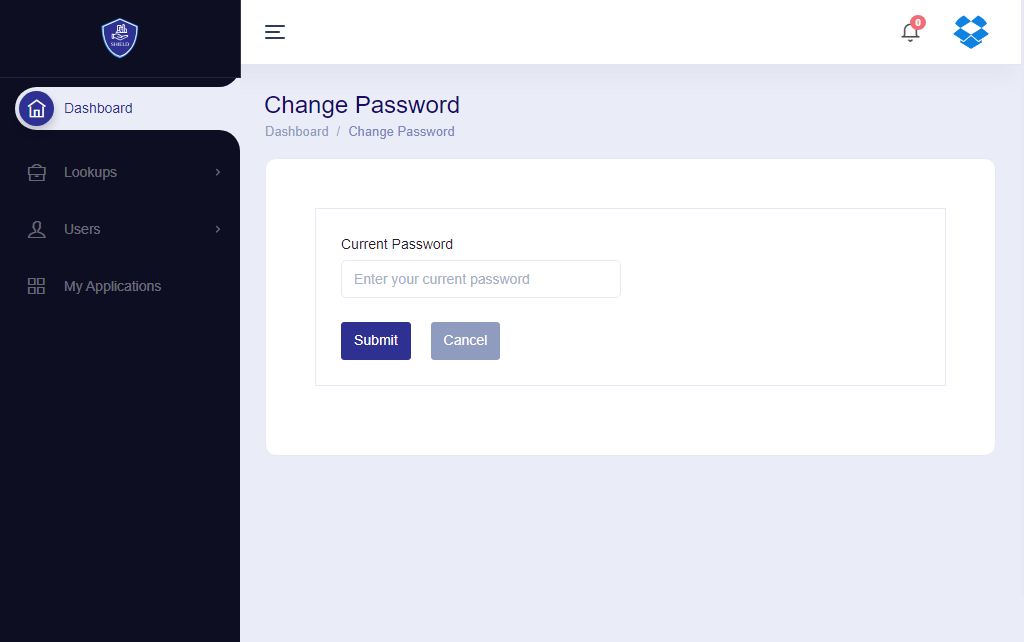 SHIELD
0
Dashboard
Lookups
Users
My Applications
Change Password
Dashboard / Change Password
Current Password
Enter your current password
Submit
Cancel